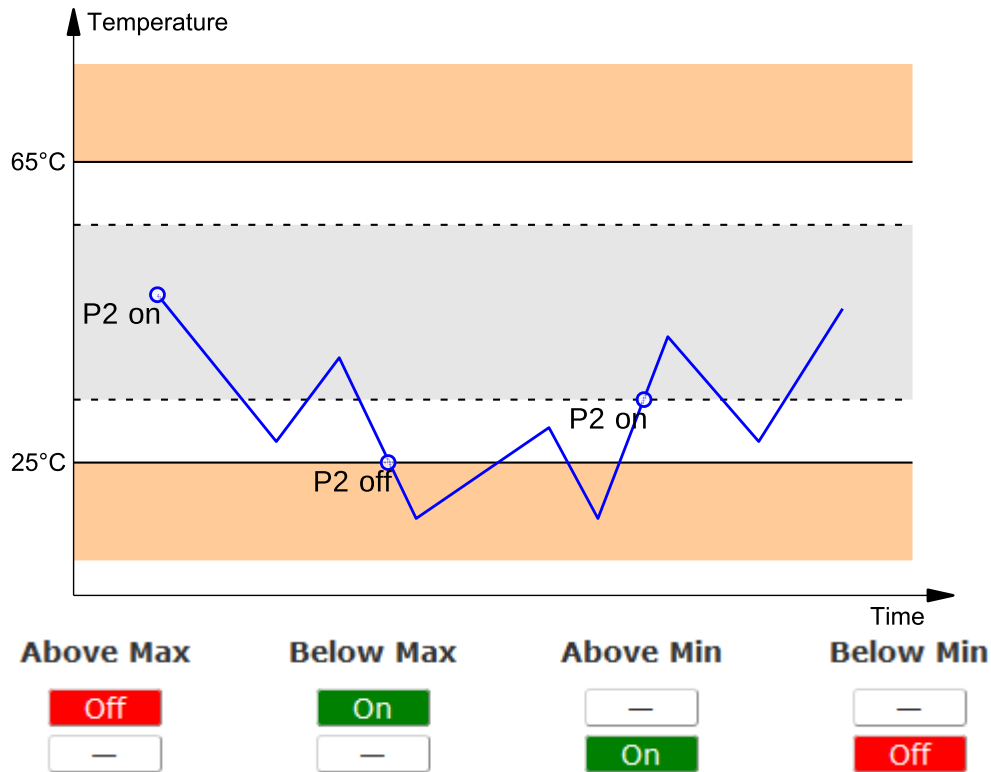 Temperature
65°C
P2 on
P2 on
25°C
P2 off
Time
Above Max Below Max Above Min Below Min
Off On — —
— — On Off